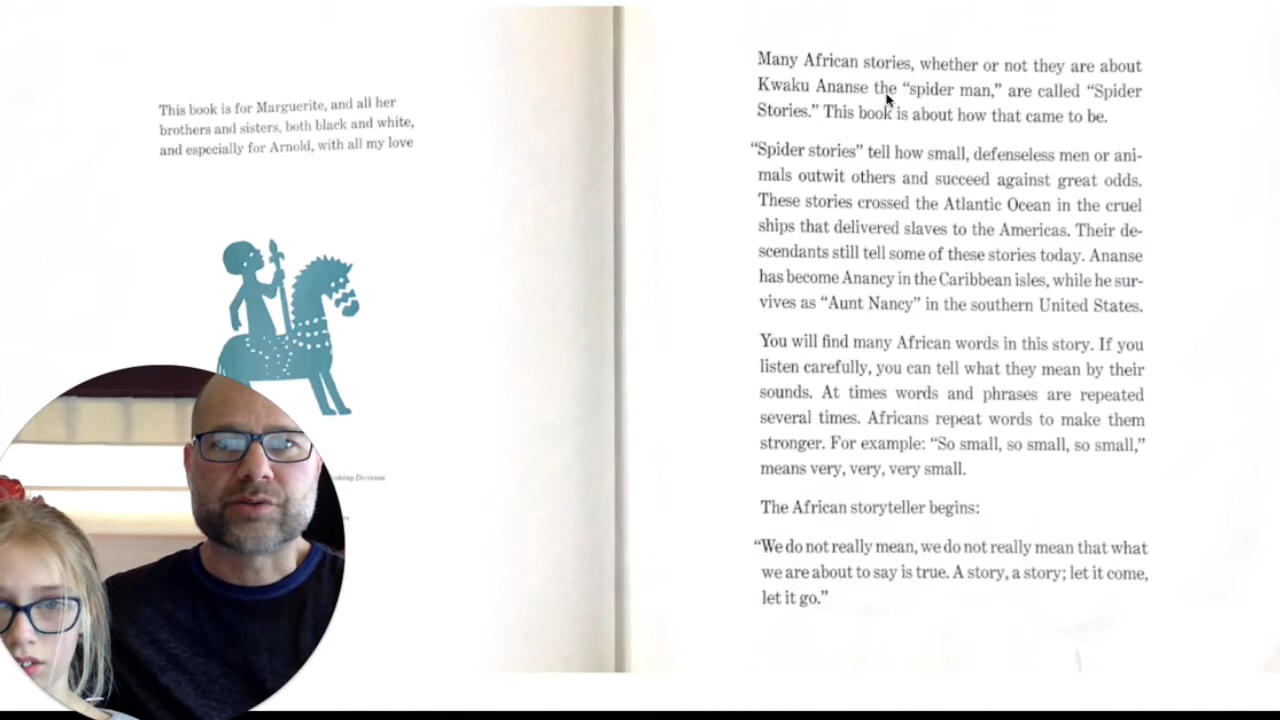 This book is for Marguerite, and all her
brothers and sisters, both black and white,
and especially for Arnold, with all my love
Division
Many African stories, whether or not they are about
Kwaku Ananse the “spider man,” are called “Spider
Stories.” This book is about how that came to be.
“Spider stories” tell how small, defenseless men or ani-
mals outwit others and succeed against great odds.
These stories crossed the Atlantic Ocean in the cruel
ships that delivered slaves to the Americas. Their de-
scendants still tell some of these stories today. Ananse
has become Anancy in the Caribbean isles, while he sur-
vives as “Aunt Nancy” in the southern United States.
You will find many African words in this story. If you
listen carefully, you can tell what they mean by their
sounds. At times words and phrases are repeated
several times. Africans repeat words to make them
stronger. For example: “So small, so small, so small,”
means very, very, very small.
The African storyteller begins:
“We do not really mean, we do not really mean that what
we are about to say is true. A story, a story; let it come,
let it go.”